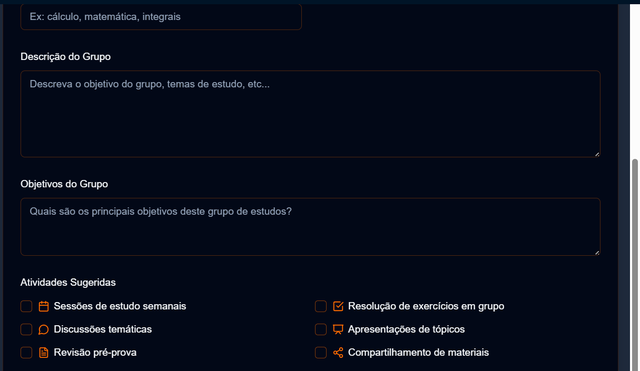 Ex: cálculo, matemática, integrais
Descrição do Grupo
Descreva o objetivo do grupo, temas de estudo, etc...
Objetivos do Grupo
Quais são os principais objetivos deste grupo de estudos?
Atividades Sugeridas
Sessões de estudo semanais
Resolução de exercícios em grupo
Discussões temáticas
Apresentações de tópicos
Revisão pré-prova
Compartilhamento de materiais